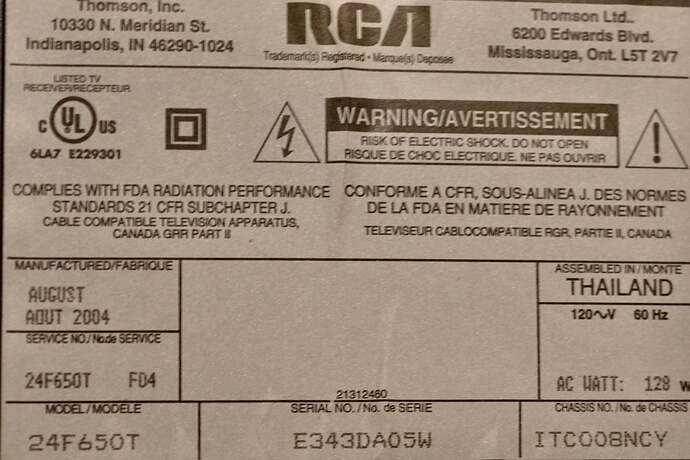 Thomson, Inc.
10330 N. Meridian St.
Indianapolis, IN 46290-1024
RCA
Trademark(s) Registered • Marque(s) Deposee
Thomson Ltd..
6200 Edwards Blvd.
Mississauga, Ont. L5T 2V7
LISTED TV
RECEIVER/RECEPTEUR
C UL US
6LA7 E229301
WARNING/AVERTISSEMENT
RISK OF ELECTRIC SHOCK. DO NOT OPEN
RISQUE DE CHOC ELECTRIQUE. NE PAS OUVRIR
COMPLIES WITH FDA RADIATION PERFORMANCE
STANDARDS 21 CFR SUBCHAPTER J.
CABLE COMPATIBLE TELEVISION APPARATUS,
CANADA GRR PART II
CONFORME A CFR, SOUS-ALINEA J. DES NORMES
DE LA FDA EN MATIERE DE RAYONNEMENT
TELEVISEUR CABLOCOMPATIBLE RGR, PARTIE II, CANADA
MANUFACTURED/FABRIQUE
AUGUST
AOUT 2004
SERVICE NO./No.de SERVICE
24F650T FD4
ASSEMBLED IN/MONTE
THAILAND
120~V 60 Hz
AC WATT: 128 W
21312460
MODEL/MODELE
24F650T
SERIAL NO./No. de SERIE
E343DA05W
CHASSIS NO./No. de CHASSIS
ITC008NCY